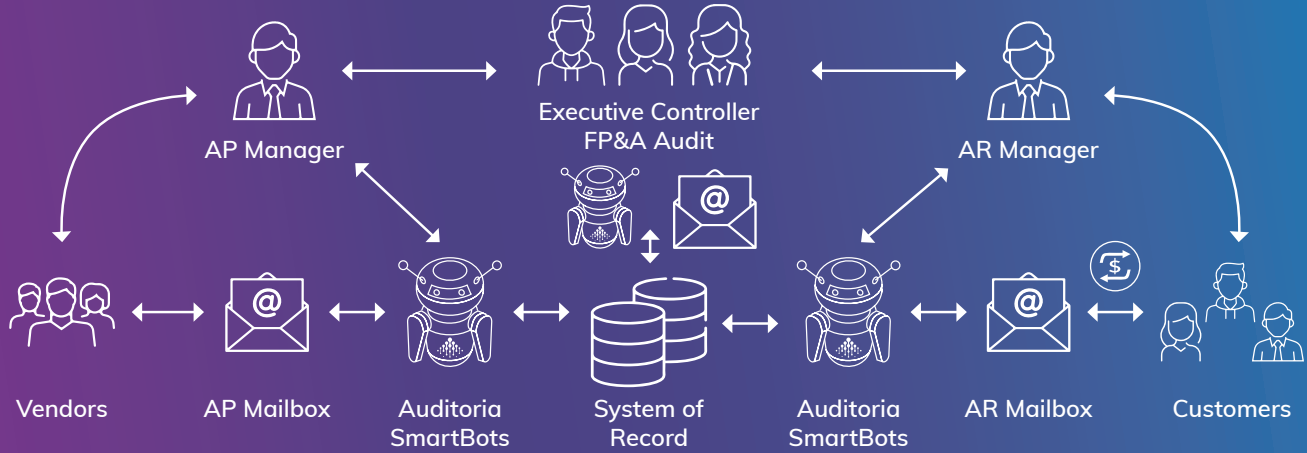 Executive Controller
FP&A Audit
AP Manager
AR Manager
@
$
@
@
Vendors
AP Mailbox
Auditoria
SmartBots
System of
Record
Auditoria
SmartBots
AR Mailbox
Customers